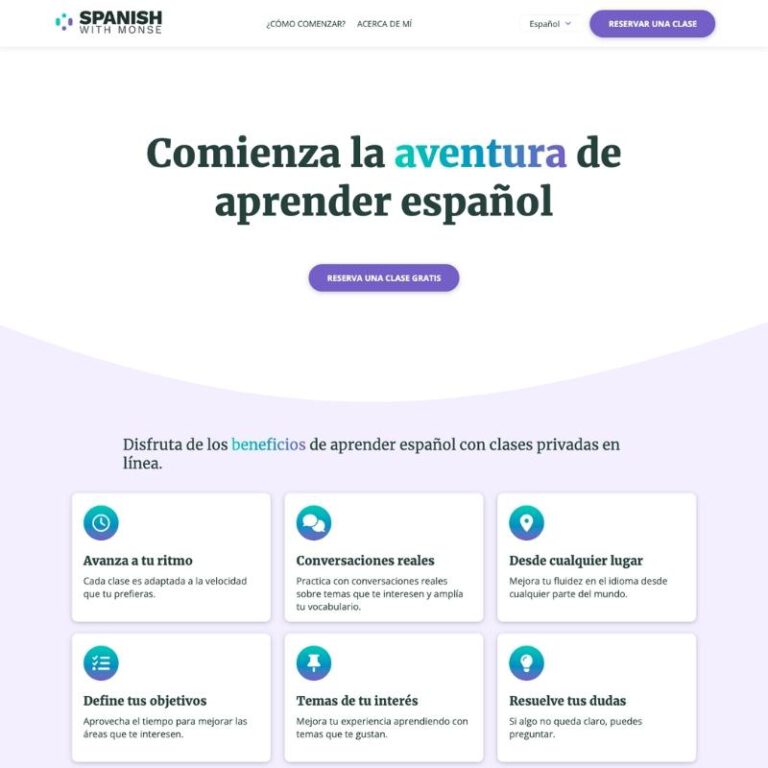 SPANISH
WITH MONSE
¿CÓMO COMENZAR?
ACERCA DE MÍ
Español
RESERVAR UNA CLASE
Comienza la aventura de
aprender español
RESERVA UNA CLASE GRATIS
Disfruta de los beneficios de aprender español con clases privadas en
línea.
Avanza a tu ritmo
Cada clase es adaptada a la velocidad
que tu prefieras.
Conversaciones reales
Practica con conversaciones reales
sobre temas que te interesen y amplía
tu vocabulario.
Desde cualquier lugar
Mejora tu fluidez en el idioma desde
cualquier parte del mundo.
Define tus objetivos
Aprovecha el tiempo para mejorar las
áreas que te interesen.
Temas de tu interés
Mejora tu experiencia aprendiendo con
temas que te gustan.
Resuelve tus dudas
Si algo no queda claro, puedes
preguntar.